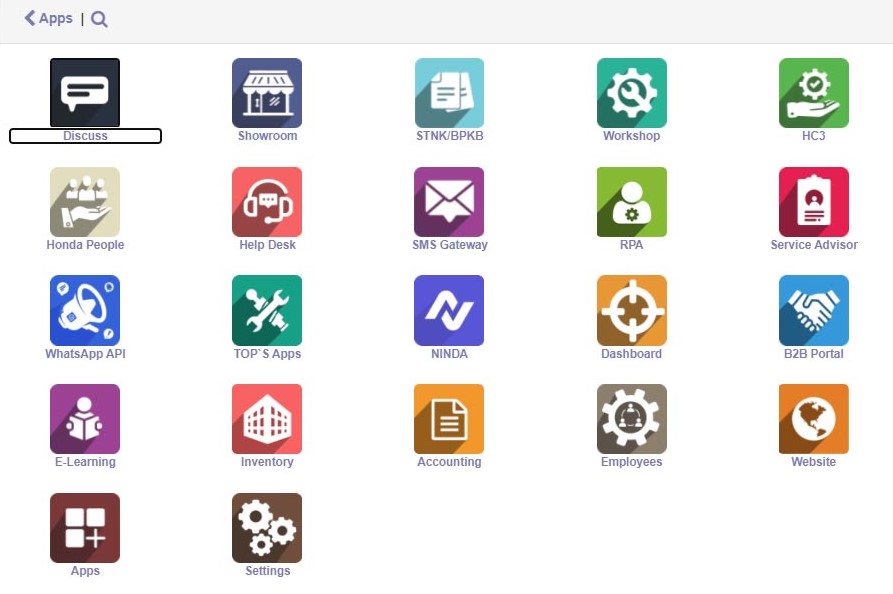 Apps |
Discuss
Showroom
STNK/BPKB
Workshop
HC3
Honda People
Help Desk
SMS Gateway
RPA
Service Advisor
WhatsApp API
TOP`S Apps
NINDA
Dashboard
B2B Portal
E-Learning
Inventory
Accounting
Employees
Website
Apps
Settings